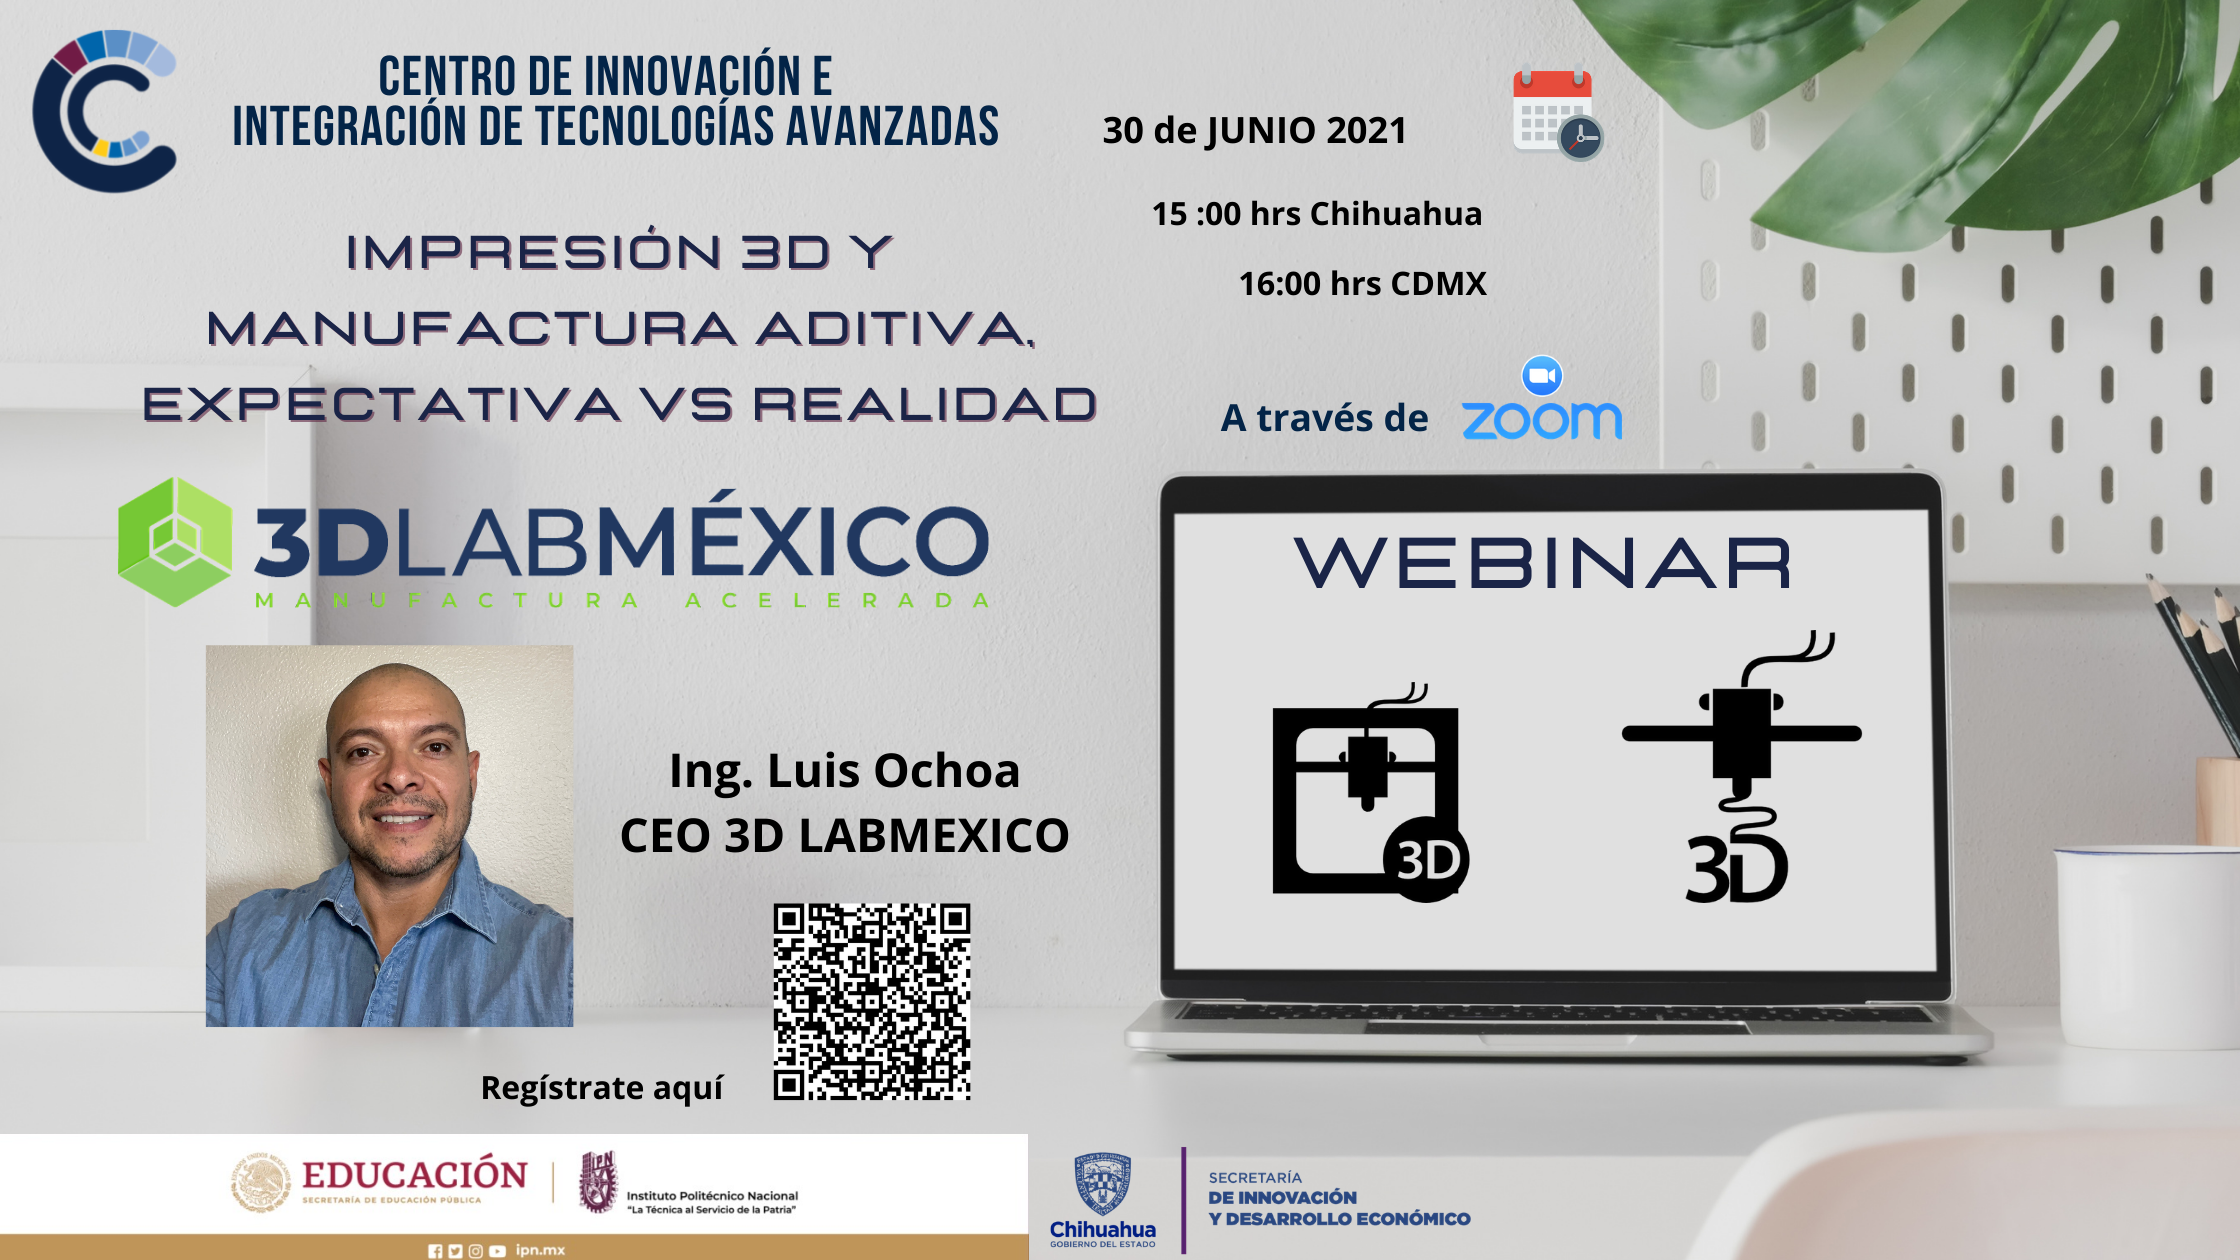 CENTRO DE INNOVACIÓN E
INTEGRACIÓN DE TECNOLOGÍAS AVANZADAS
30 de JUNIO 2021
15 :00 hrs Chihuahua
16:00 hrs CDMX
IMPRESIÓN 3D Y
MANUFACTURA ADITIVA,
EXPECTATIVA VS REALIDAD
A través de
zoom
3DLABMÉXICO
MANUFACTURA ACELERADA
WEBINAR
3D
3D
Ing. Luis Ochoa
CEO 3D LABMEXICO
Regístrate aquí
EDUCACIÓN
SECRETARÍA DE EDUCACIÓN PÚBLICA
IPN
Instituto Politécnico Nacional
"La Técnica al Servicio de la Patria"
ipn.mx
Chihuahua
GOBIERNO DEL ESTADO
SECRETARÍA
DE INNOVACIÓN
Y DESARROLLO ECONÓMICO